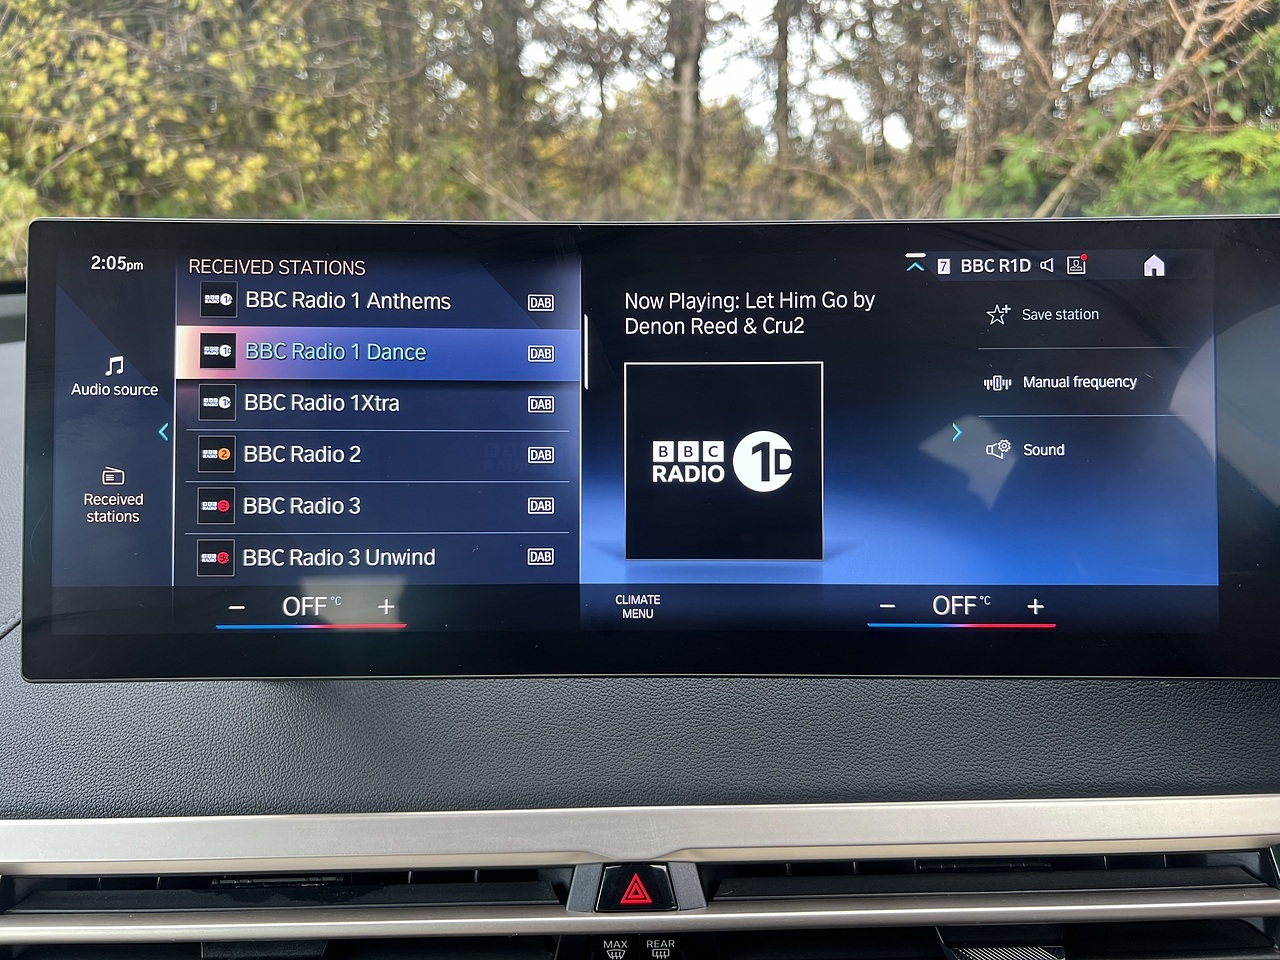 2:05pm
RECEIVED STATIONS
7 BBC R1D
BBC Radio 1 Anthems DAB
BBC Radio 1 Dance DAB
BBC Radio 1Xtra DAB
BBC Radio 2 DAB
BBC Radio 3 DAB
BBC Radio 3 Unwind DAB
Audio source
Received
stations
Now Playing: Let Him Go by
Denon Reed & Cru2
BBC
RADIO 1D
Save station
Manual frequency
Sound
− OFF °C +
CLIMATE
MENU
− OFF °C +
MAX REAR